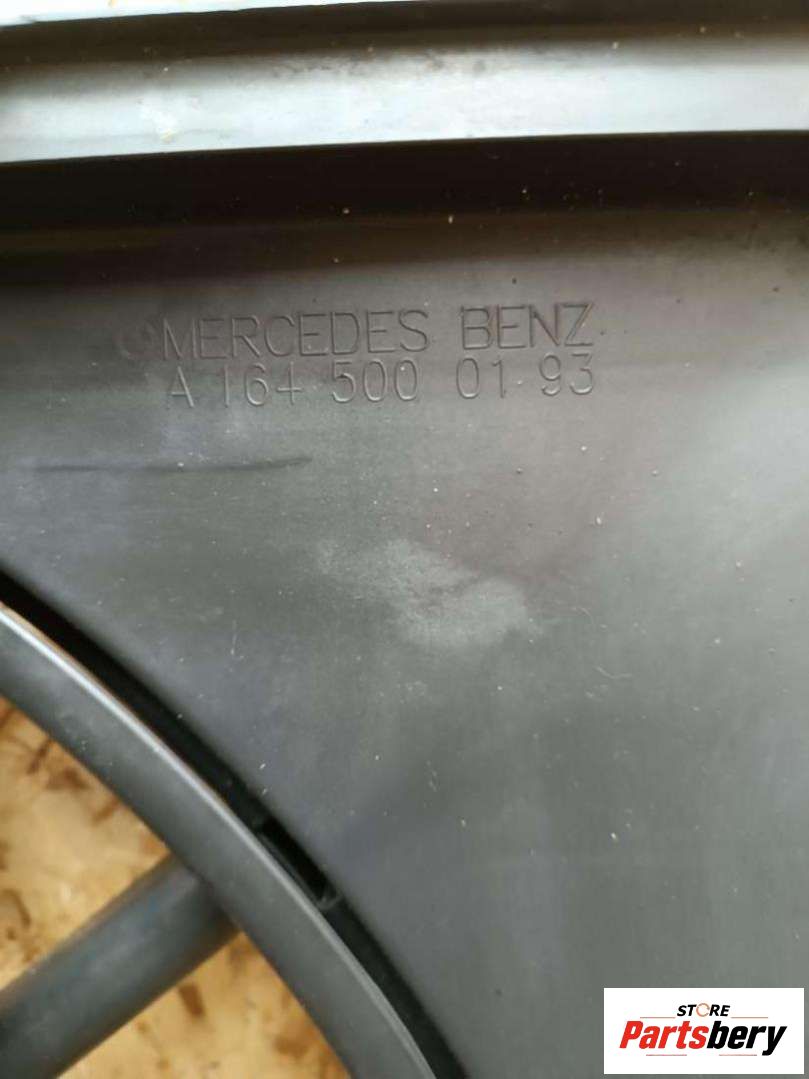 MERCEDES BENZ
A 164 500 01 93
STORE
Partsbery